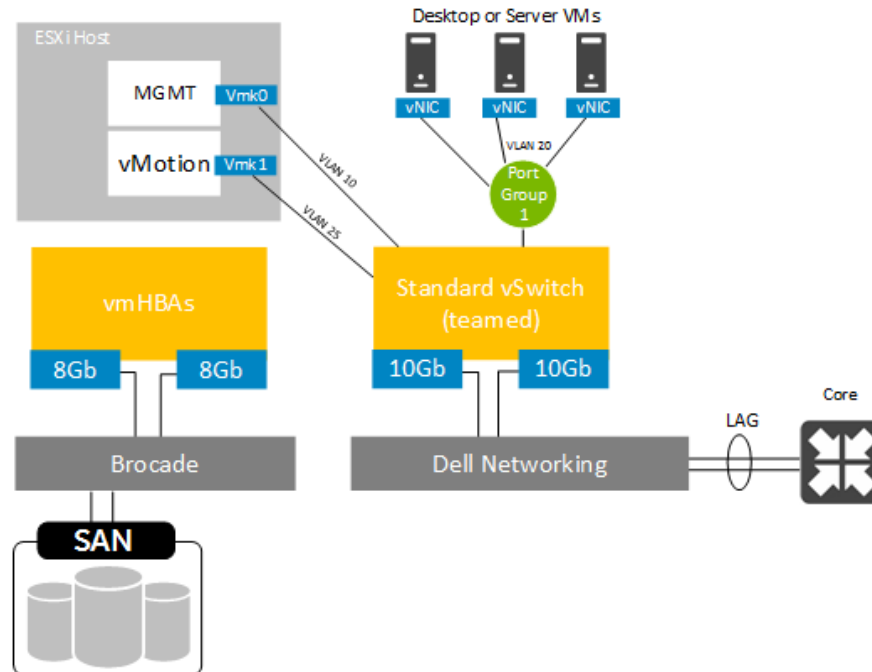 Desktop or Server VMs
ESXi Host
MGMT
Vmk0
vMotion
Vmk1
vNIC
vNIC
vNIC
VLAN 20
VLAN 10
VLAN 25
Port
Group
1
vmHBAs
8Gb
8Gb
Standard vSwitch
(teamed)
10Gb
10Gb
Core
LAG
Brocade
Dell Networking
SAN